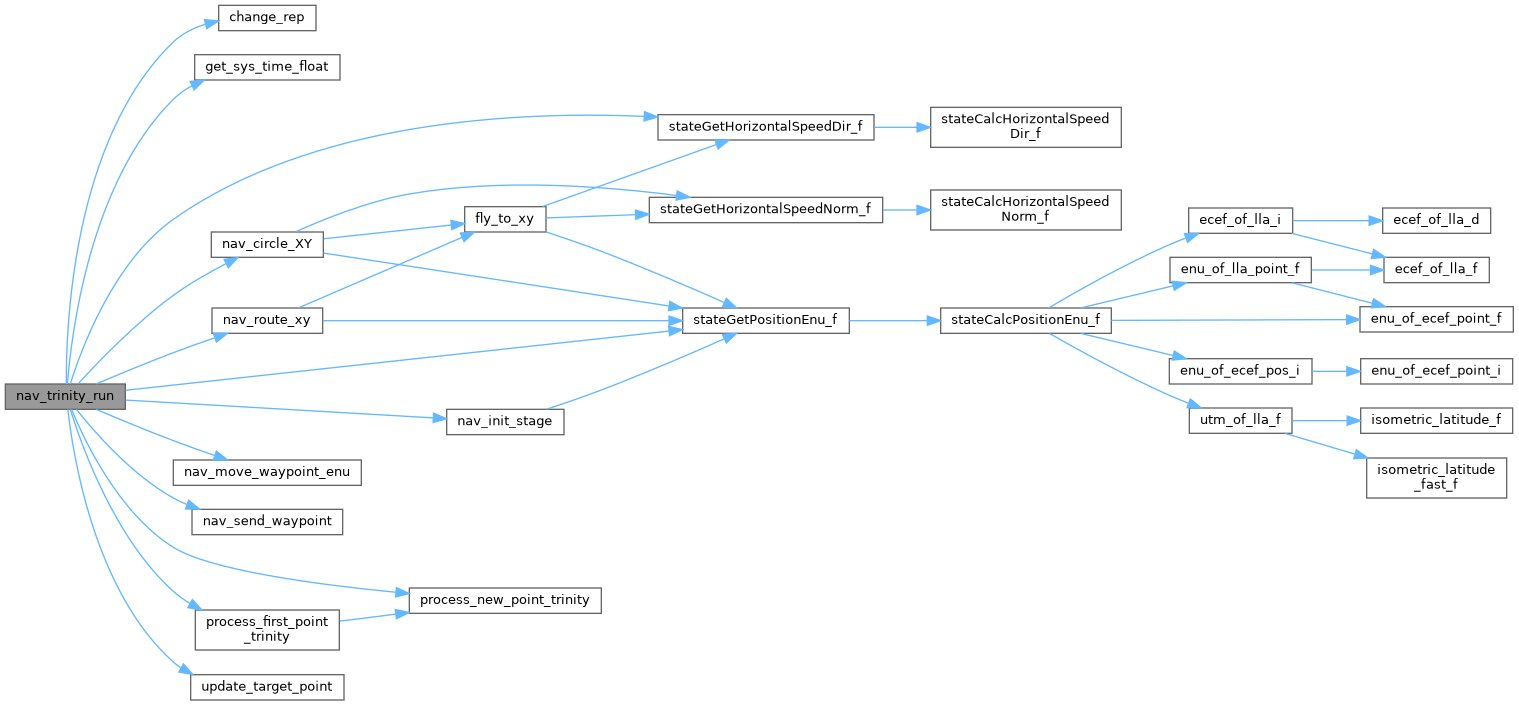 change_rep
get_sys_time_float
stateGetHorizontalSpeedDir_f
stateCalcHorizontalSpeed
Dir_f
fly_to_xy
stateGetHorizontalSpeedNorm_f
stateCalcHorizontalSpeed
Norm_f
ecef_of_lla_i
ecef_of_lla_d
nav_circle_XY
enu_of_lla_point_f
ecef_of_lla_f
nav_route_xy
stateGetPositionEnu_f
stateCalcPositionEnu_f
enu_of_ecef_point_f
enu_of_ecef_pos_i
enu_of_ecef_point_i
nav_trinity_run
nav_init_stage
utm_of_lla_f
isometric_latitude_f
nav_move_waypoint_enu
isometric_latitude
_fast_f
nav_send_waypoint
process_new_point_trinity
process_first_point
_trinity
update_target_point